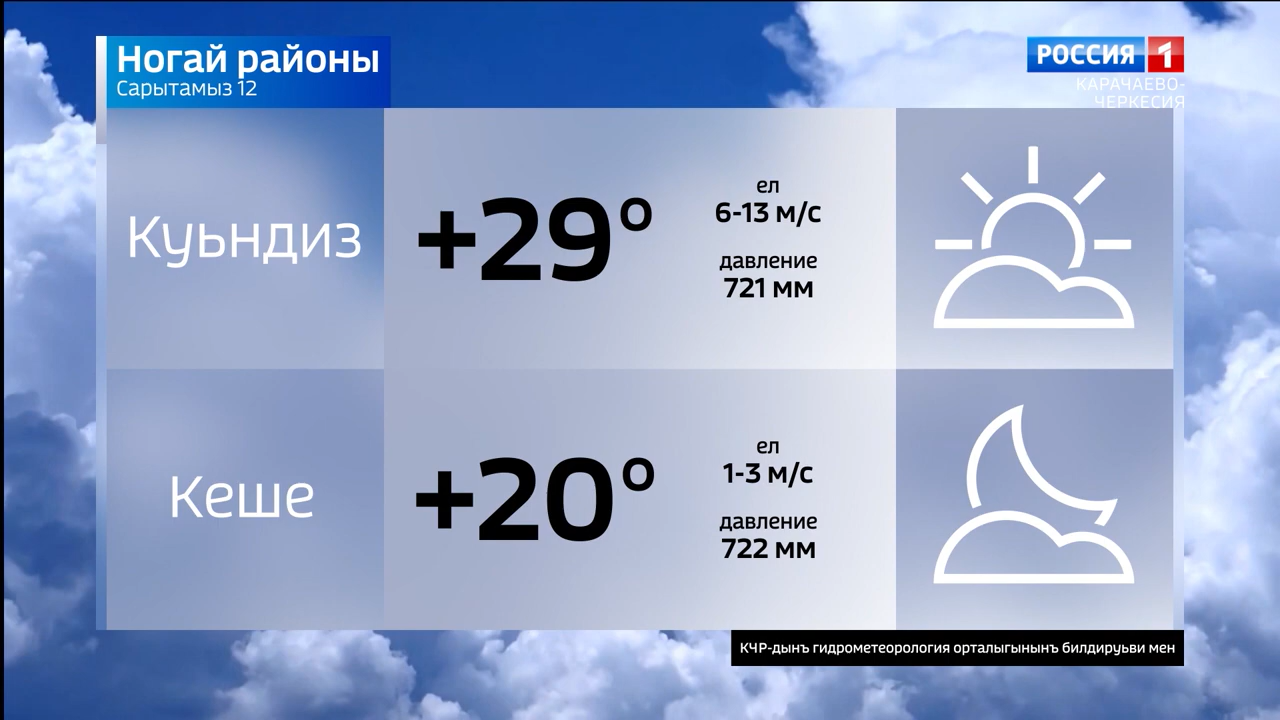 Ногай районы
Сарытамыз 12
РОССИЯ 1
КАРАЧАЕВО-
ЧЕРКЕСИЯ
Куьндиз
+29°
ел
6-13 м/с
давление
721 мм
Кеше
+20°
ел
1-3 м/с
давление
722 мм
КЧР-дынъ гидрометеорология орталыгынынъ билдируьви мен